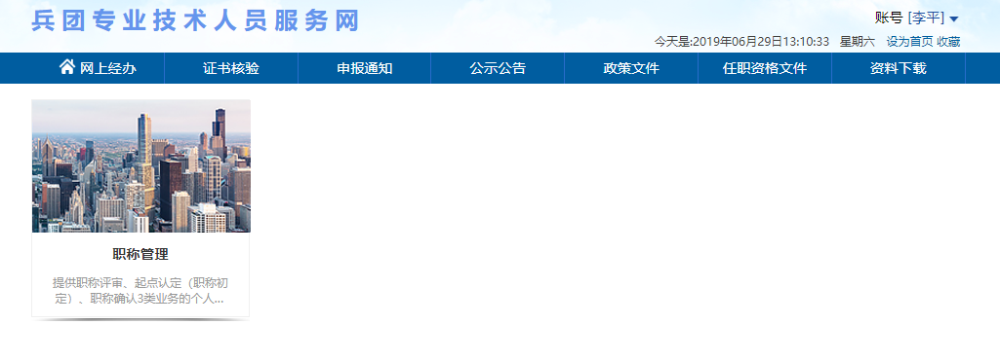 兵团专业技术人员服务网
账号 [李平]
今天是:2019年06月29日13:10:33 星期六 设为首页 收藏
网上经办 证书核验 申报通知 公示公告 政策文件 任职资格文件 资料下载
职称管理
提供职称评审、起点认定（职称初
定）、职称确认3类业务的个人...